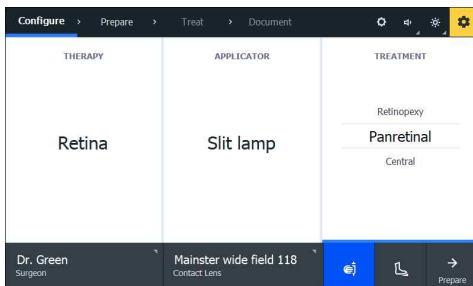 Configure > Prepare > Treat > Document
THERAPY
Retina
APPLICATOR
Slit lamp
TREATMENT
Retinopexy
Panretinal
Central
Dr. Green
Surgeon
Mainster wide field 118
Contact Lens
Prepare